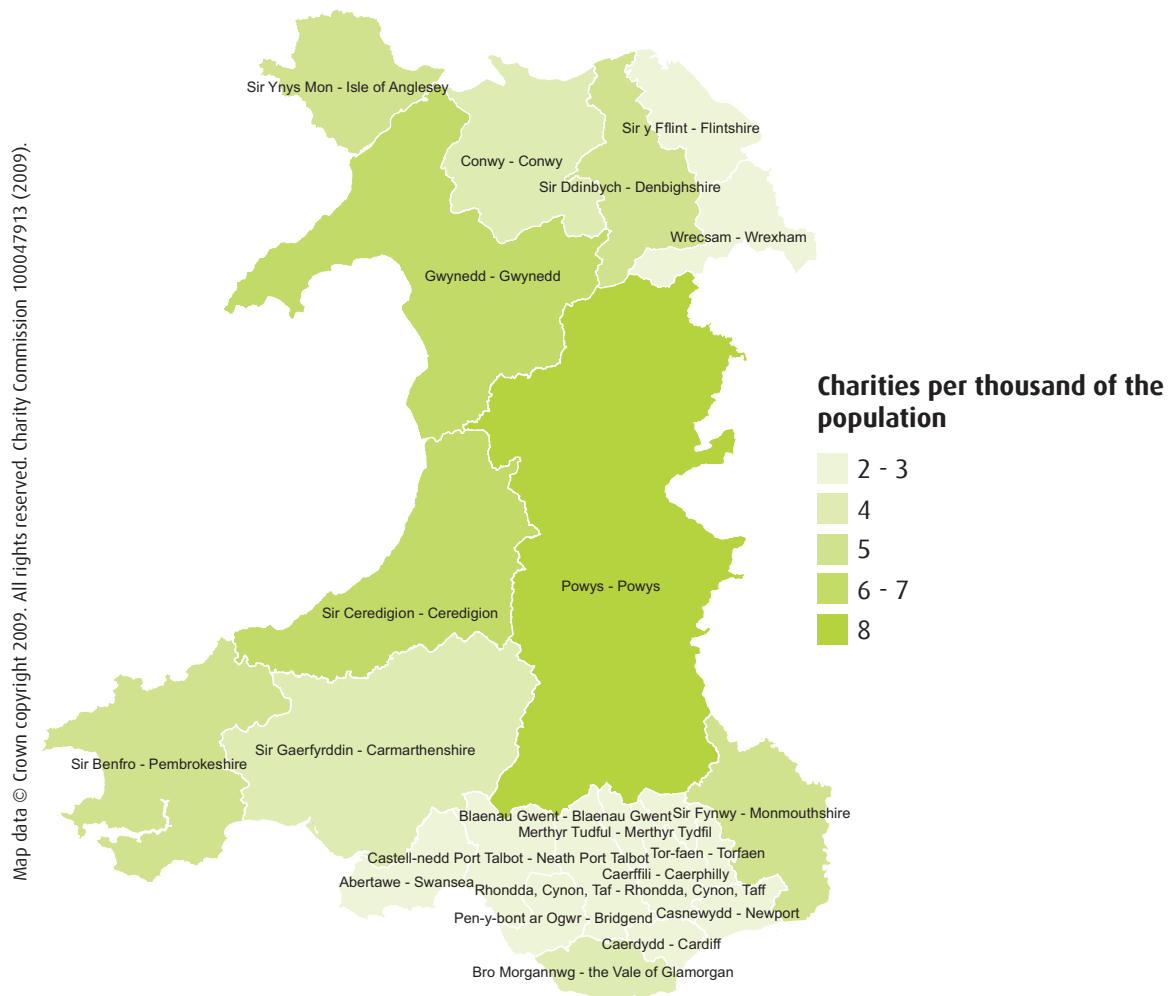 Map data © Crown copyright 2009. All rights reserved. Charity Commission 100047913 (2009).
Sir Ynys Mon - Isle of Anglesey
Sir y Fflint - Flintshire
Conwy - Conwy
Sir Ddinbych - Denbighshire
Wrecsam - Wrexham
Gwynedd - Gwynedd
Powys - Powys
Sir Ceredigion - Ceredigion
Sir Gaerfyrddin - Carmarthenshire
Sir Benfro - Pembrokeshire
Blaenau Gwent - Blaenau Gwent
Sir Fynwy - Monmouthshire
Merthyr Tudful - Merthyr Tydfil
Castell-nedd Port Talbot - Neath Port Talbot
Tor-faen - Torfaen
Caerffili - Caerphilly
Abertawe - Swansea
Rhondda, Cynon, Taf - Rhondda, Cynon, Taff
Pen-y-bont ar Ogwr - Bridgend
Casnewydd - Newport
Caerdydd - Cardiff
Bro Morgannwg - the Vale of Glamorgan
Charities per thousand of the
population
2 - 3
4
5
6 - 7
8